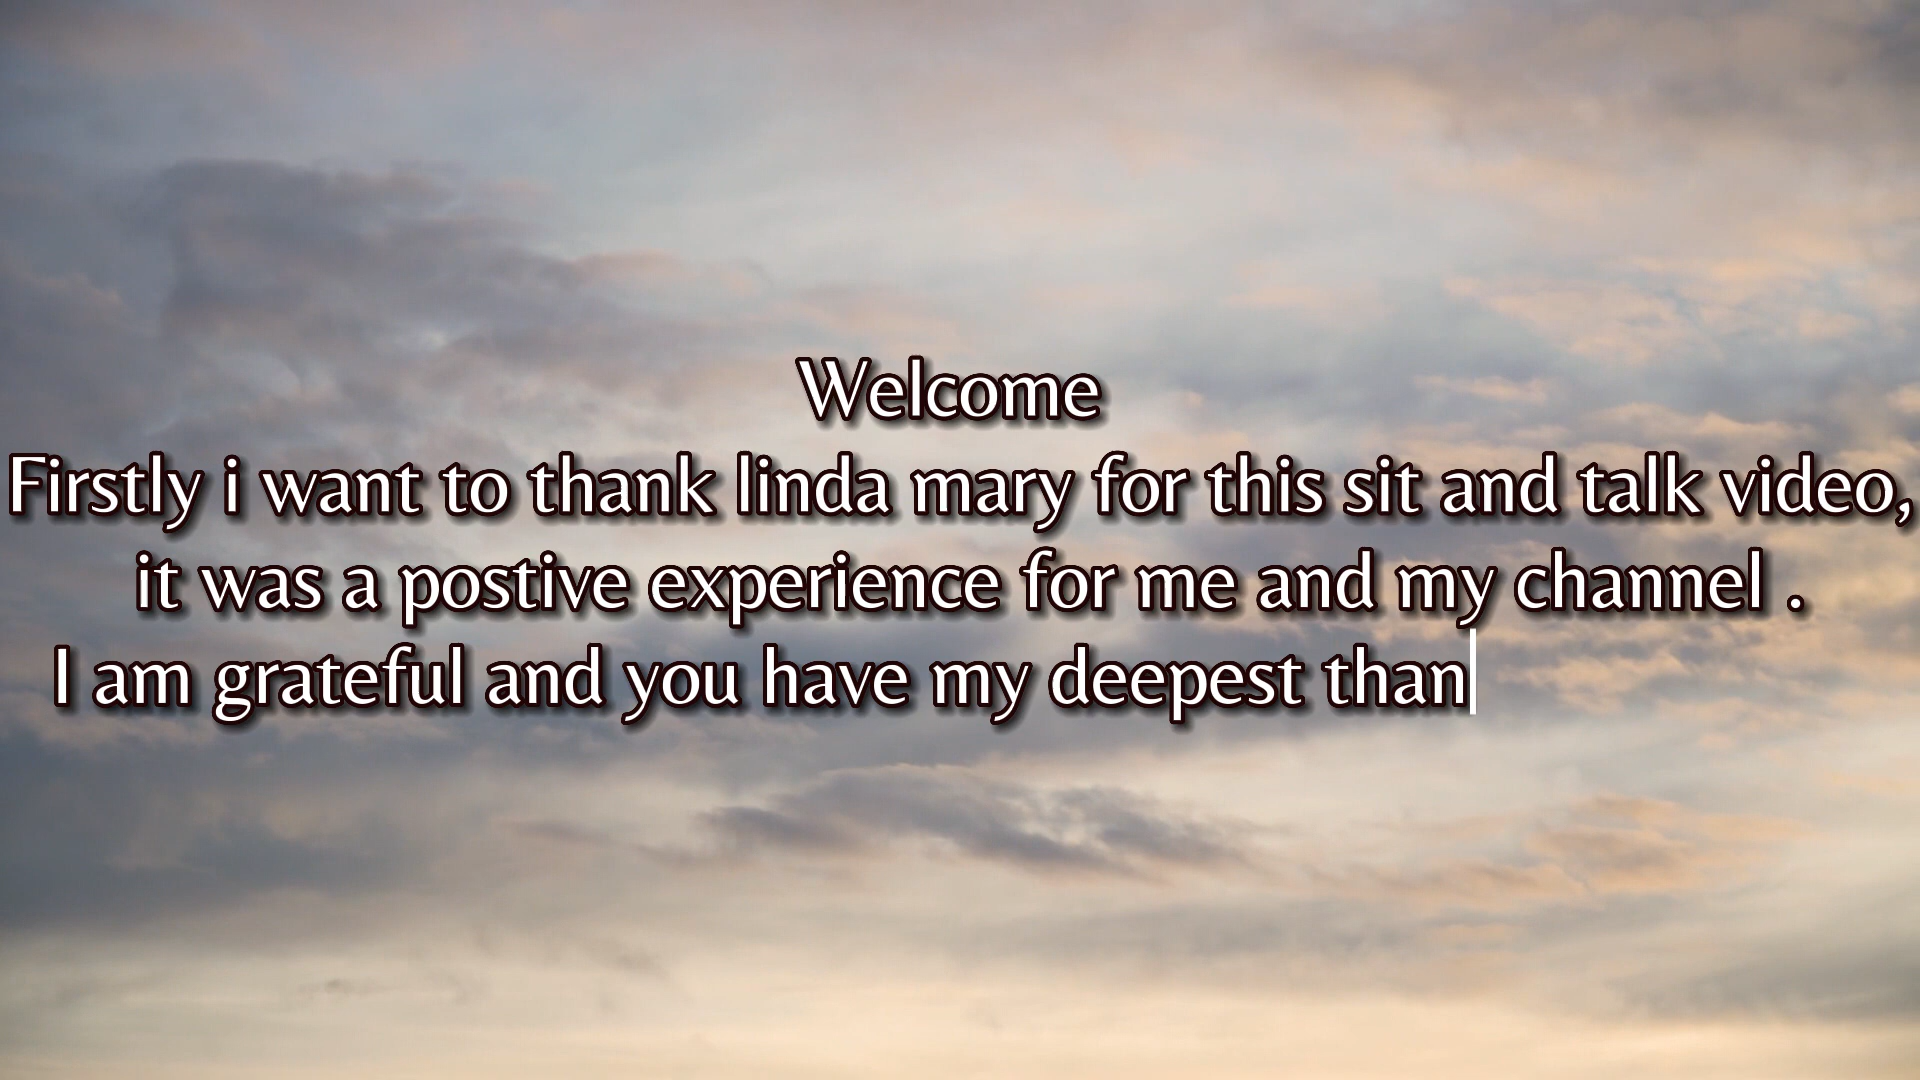 Welcome
Firstly i want to thank linda mary for this sit and talk video,
it was a postive experience for me and my channel .
I am grateful and you have my deepest than